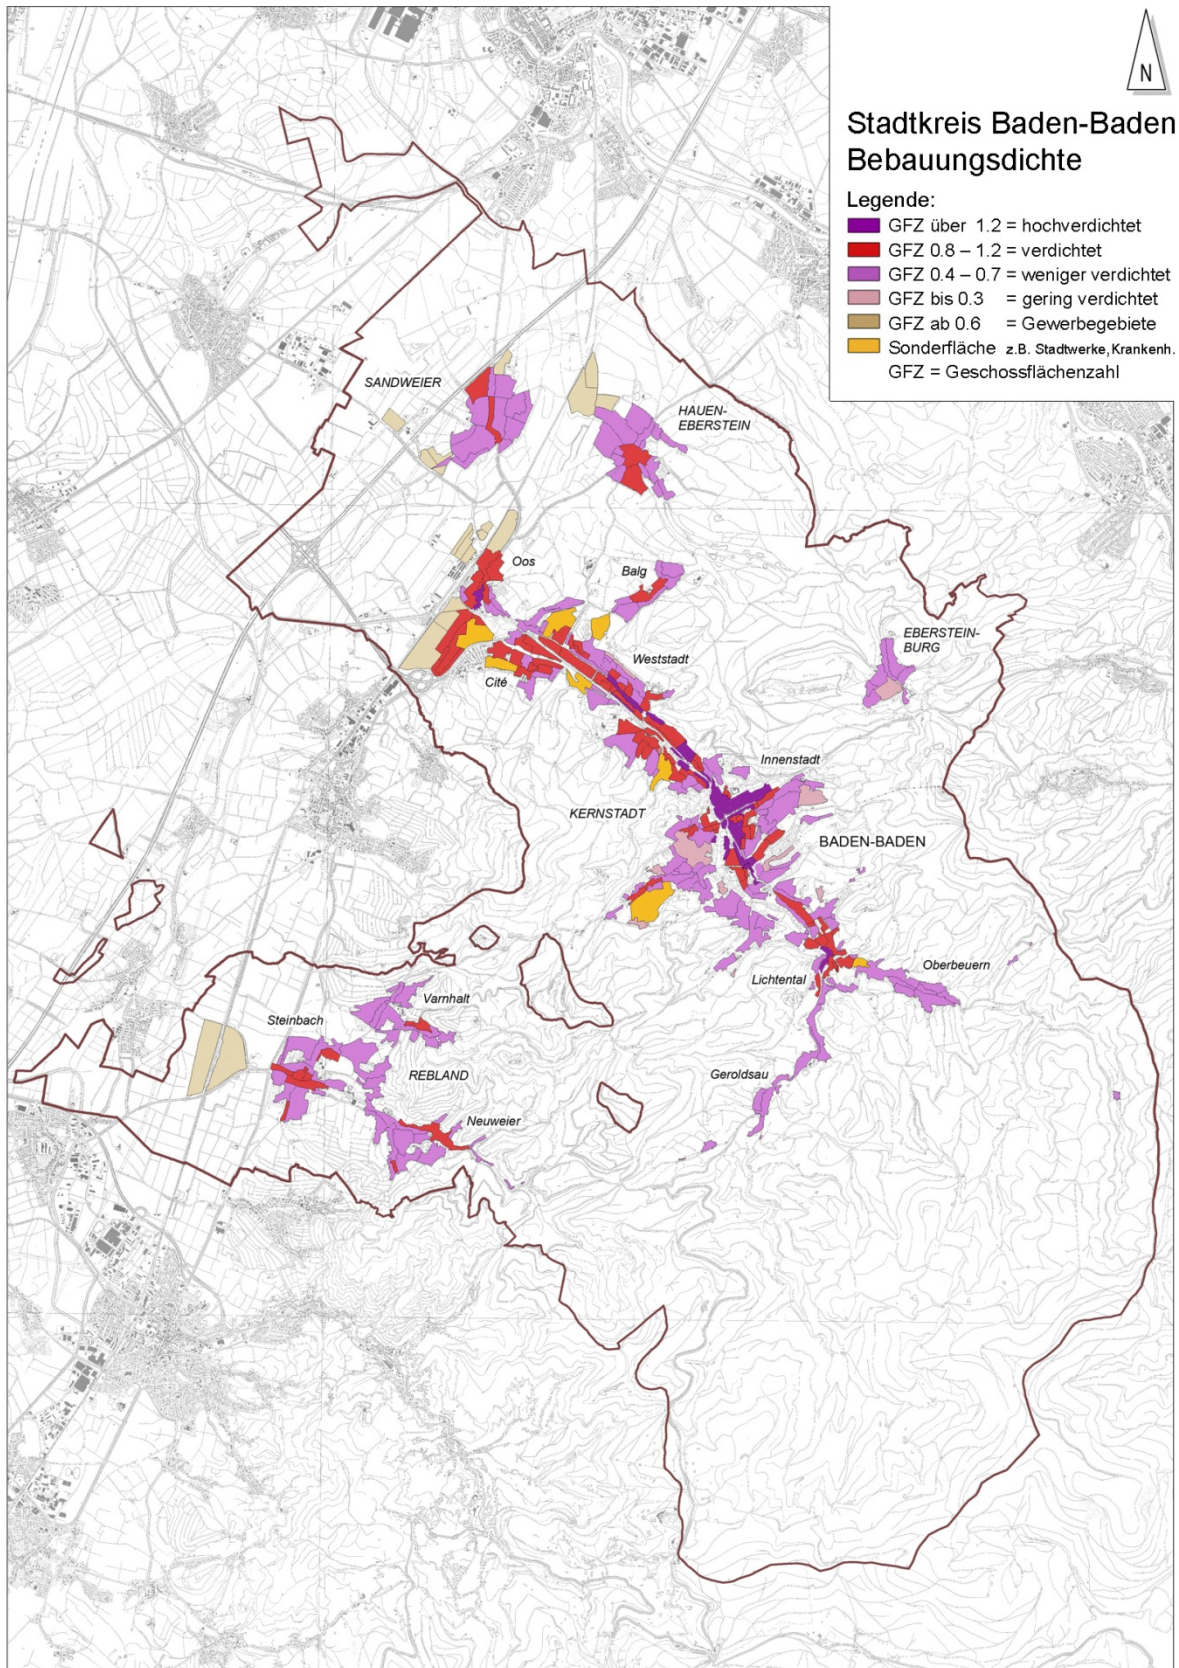 N
Stadtkreis Baden-Baden
Bebauungsdichte
Legende:
GFZ über 1.2 = hochverdichtet
GFZ 0.8 – 1.2 = verdichtet
GFZ 0.4 – 0.7 = weniger verdichtet
GFZ bis 0.3 = gering verdichtet
GFZ ab 0.6 = Gewerbegebiete
Sonderfläche z.B. Stadtwerke, Krankenh.
GFZ = Geschossflächenzahl
SANDWEIER
HAUEN-
EBERSTEIN
Oos
Balg
EBERSTEIN-
BURG
Weststadt
Cité
Innenstadt
KERNSTADT
BADEN-BADEN
Oberbeuern
Lichtental
Varnhalt
Steinbach
REBLAND
Geroldsau
Neuweier